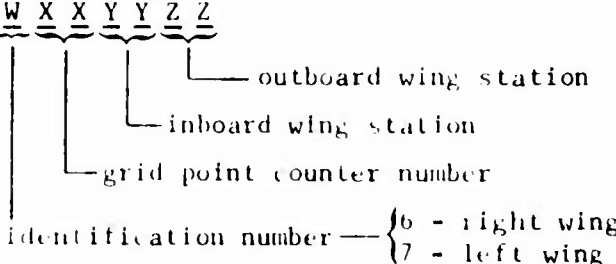 W X X Y Y Z Z
outboard wing station
inboard wing station
grid point counter number
identification number — { 6 - right wing
7 - left wing